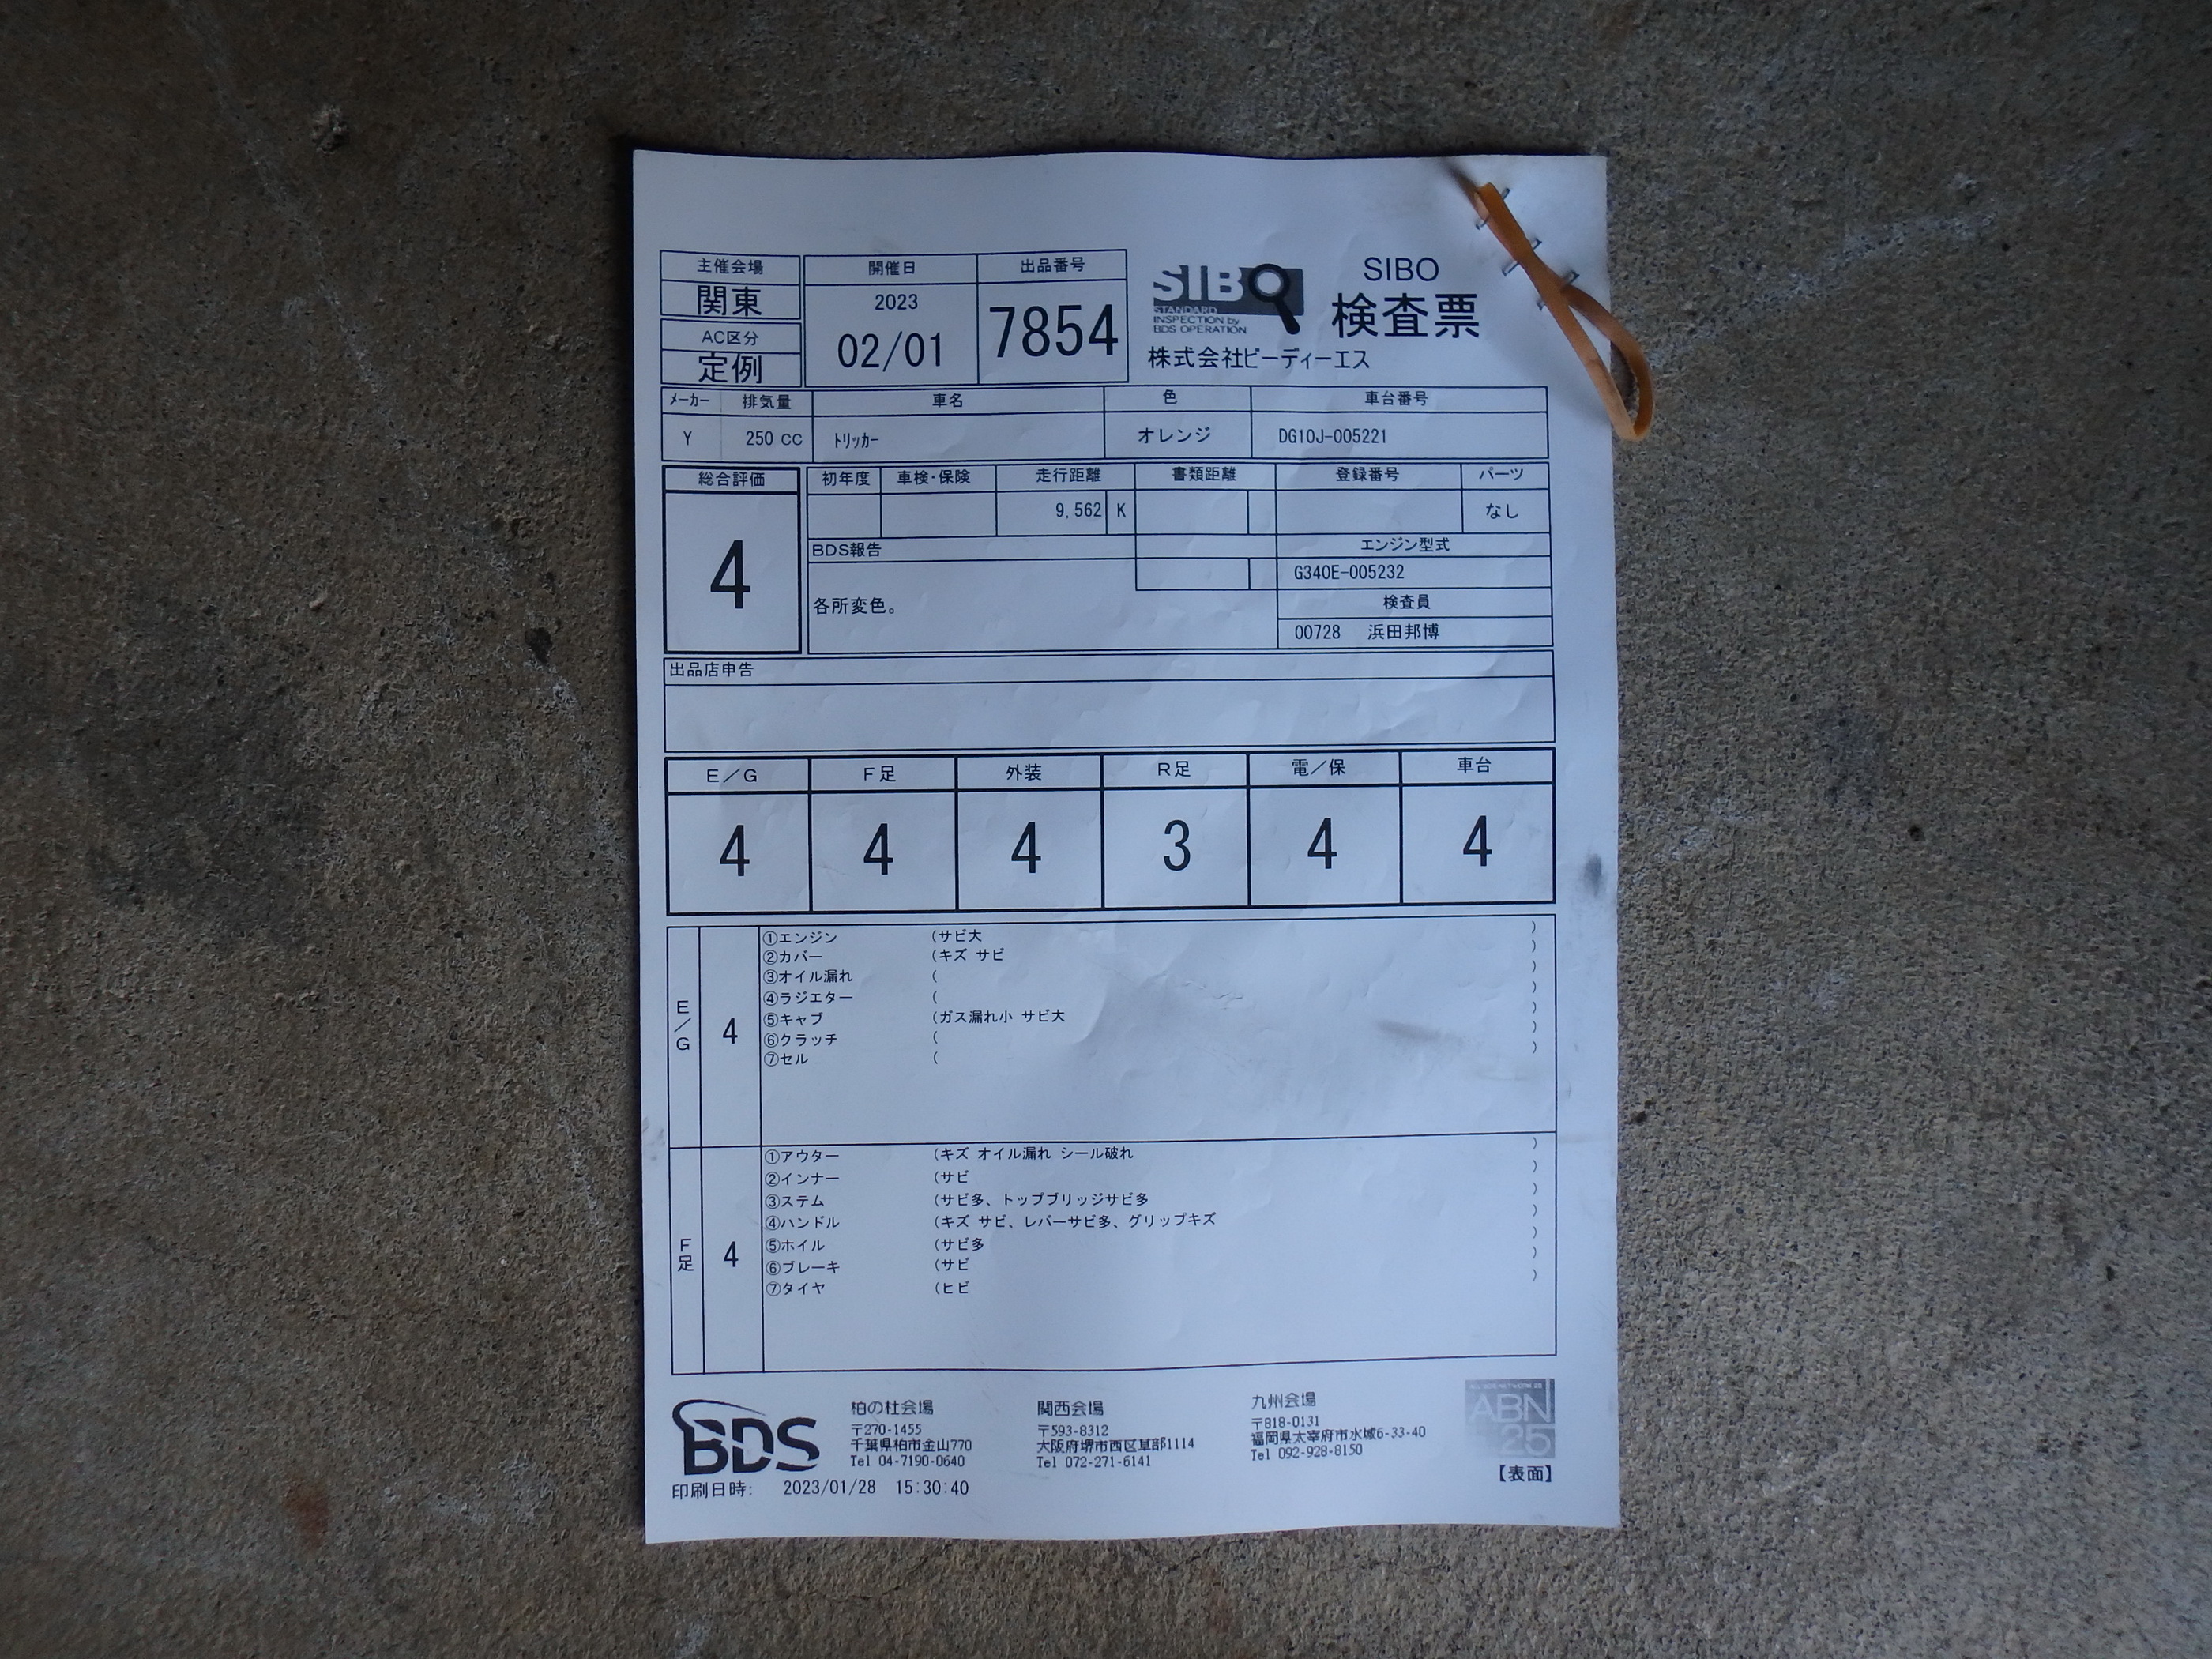 主催会場 開催日 出品番号
関東 2023 02/01 7854
AC区分
定例
SIBO
STANDARD
INSPECTION by
BDS OPERATION
SIBO
検査票
株式会社ビーディーエス
メーカー 排気量 車名 色 車台番号
Y 250 CC トリッカー オレンジ DG10J-005221
総合評価 初年度 車検・保険 走行距離 書類距離 登録番号 パーツ
4 9,562 K なし
BDS報告 エンジン型式
G340E-005232
各所変色。 検査員
00728 浜田邦博
出品店申告
E/G F足 外装 R足 電/保 車台
4 4 4 3 4 4
E/G 4
①エンジン (サビ大 )
②カバー (キズ サビ )
③オイル漏れ ( )
④ラジエター ( )
⑤キャブ (ガス漏れ小 サビ大 )
⑥クラッチ ( )
⑦セル ( )
F足 4
①アウター (キズ オイル漏れ シール破れ )
②インナー (サビ )
③ステム (サビ多、トップブリッジサビ多 )
④ハンドル (キズ サビ、レバーサビ多、グリップキズ )
⑤ホイル (サビ多 )
⑥ブレーキ (サビ )
⑦タイヤ (ヒビ )
BDS
柏の杜会場
〒270-1455
千葉県柏市金山770
Tel 04-7190-0640
関西会場
〒593-8312
大阪府堺市西区草部1114
Tel 072-271-6141
九州会場
〒818-0131
福岡県太宰府市水城6-33-40
Tel 092-928-8150
ABN
25
【表面】
印刷日時: 2023/01/28 15:30:40